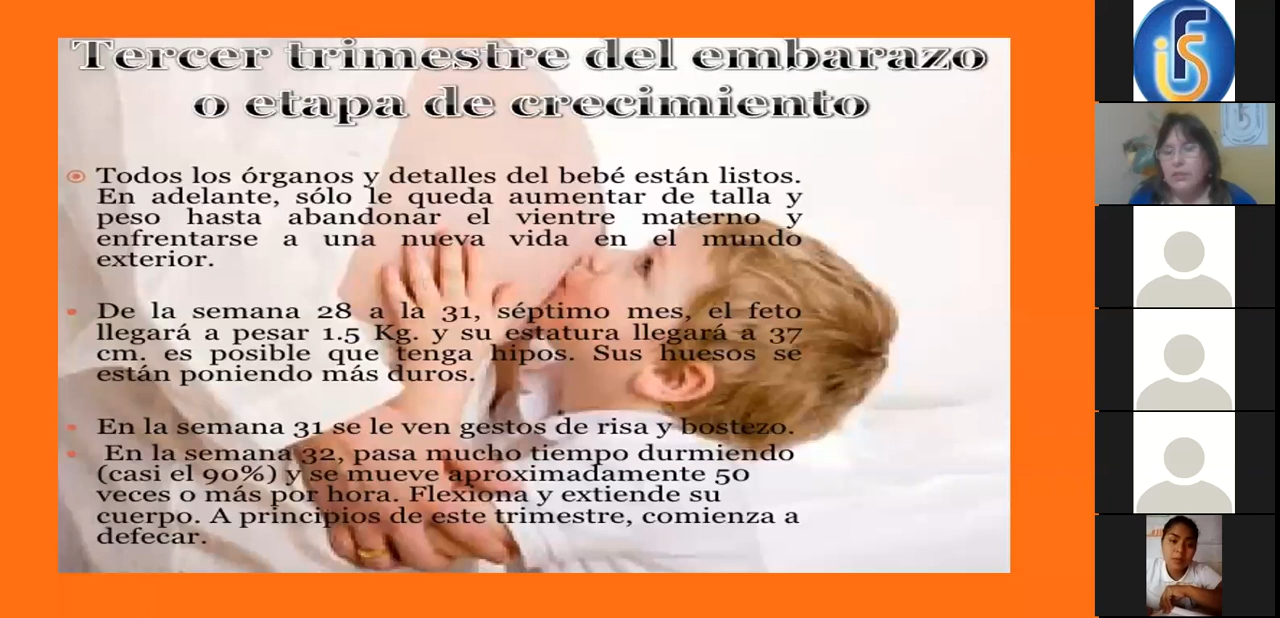 Tercer trimestre del embarazo
o etapa de crecimiento
Todos los órganos y detalles del bebé están listos.
En adelante, sólo le queda aumentar de talla y
peso hasta abandonar el vientre materno y
enfrentarse a una nueva vida en el mundo
exterior.
De la semana 28 a la 31, séptimo mes, el feto
llegará a pesar 1.5 Kg. y su estatura llegará a 37
cm. es posible que tenga hipos. Sus huesos se
están poniendo más duros.
En la semana 31 se le ven gestos de risa y bostezo.
En la semana 32, pasa mucho tiempo durmiendo
(casi el 90%) y se mueve aproximadamente 50
veces o más por hora. Flexiona y extiende su
cuerpo. A principios de este trimestre, comienza a
defecar.